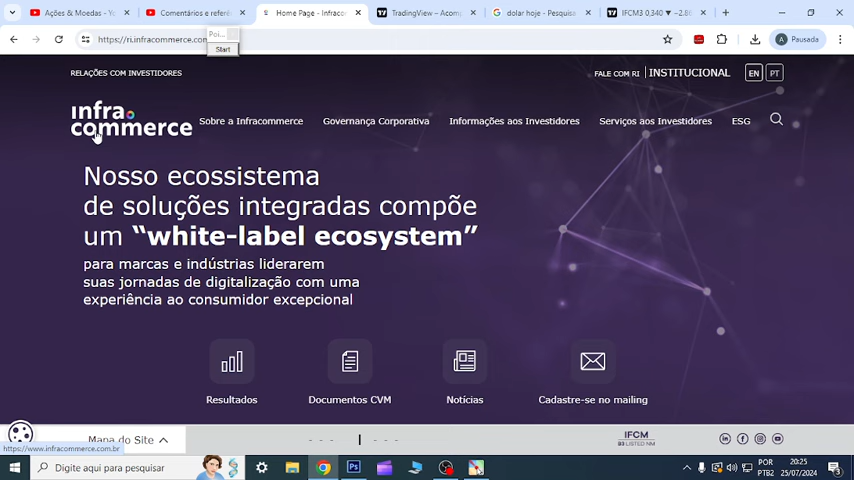 Ações & Moedas - Yo
Comentários e referê
Home Page - Infracom
TradingView – Acom
dolar hoje - Pesquisa
IFCM3 0,340 ▼ −2.8
https://ri.infracommerce.com
Poi...
Start
Pausada
RELAÇÕES COM INVESTIDORES
FALE COM RI
INSTITUCIONAL
EN
PT
infra
commerce
Sobre a Infracommerce
Governança Corporativa
Informações aos Investidores
Serviços aos Investidores
ESG
Nosso ecossistema
de soluções integradas compõe
um “white-label ecosystem”
para marcas e indústrias liderarem
suas jornadas de digitalização com uma
experiência ao consumidor excepcional
Resultados
Documentos CVM
Notícias
Cadastre-se no mailing
Mapa do Site
- - -
- - -
IFCM
B3 LISTED NM
https://www.infracommerce.com.br
Digite aqui para pesquisar
POR
PTB2
20:25
25/07/2024
3